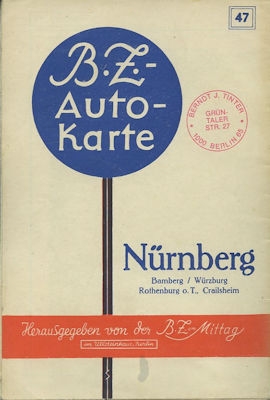 47
B.Z.-
Auto-
Karte
BERNDT J. TINTER
GRÜN-
TALER
STR. 27
* 1000 BERLIN 65 *
Nürnberg
Bamberg / Würzburg
Rothenburg o.T., Crailsheim
Herausgegeben von der B.Z. am Mittag
im Ullsteinhaus, Berlin